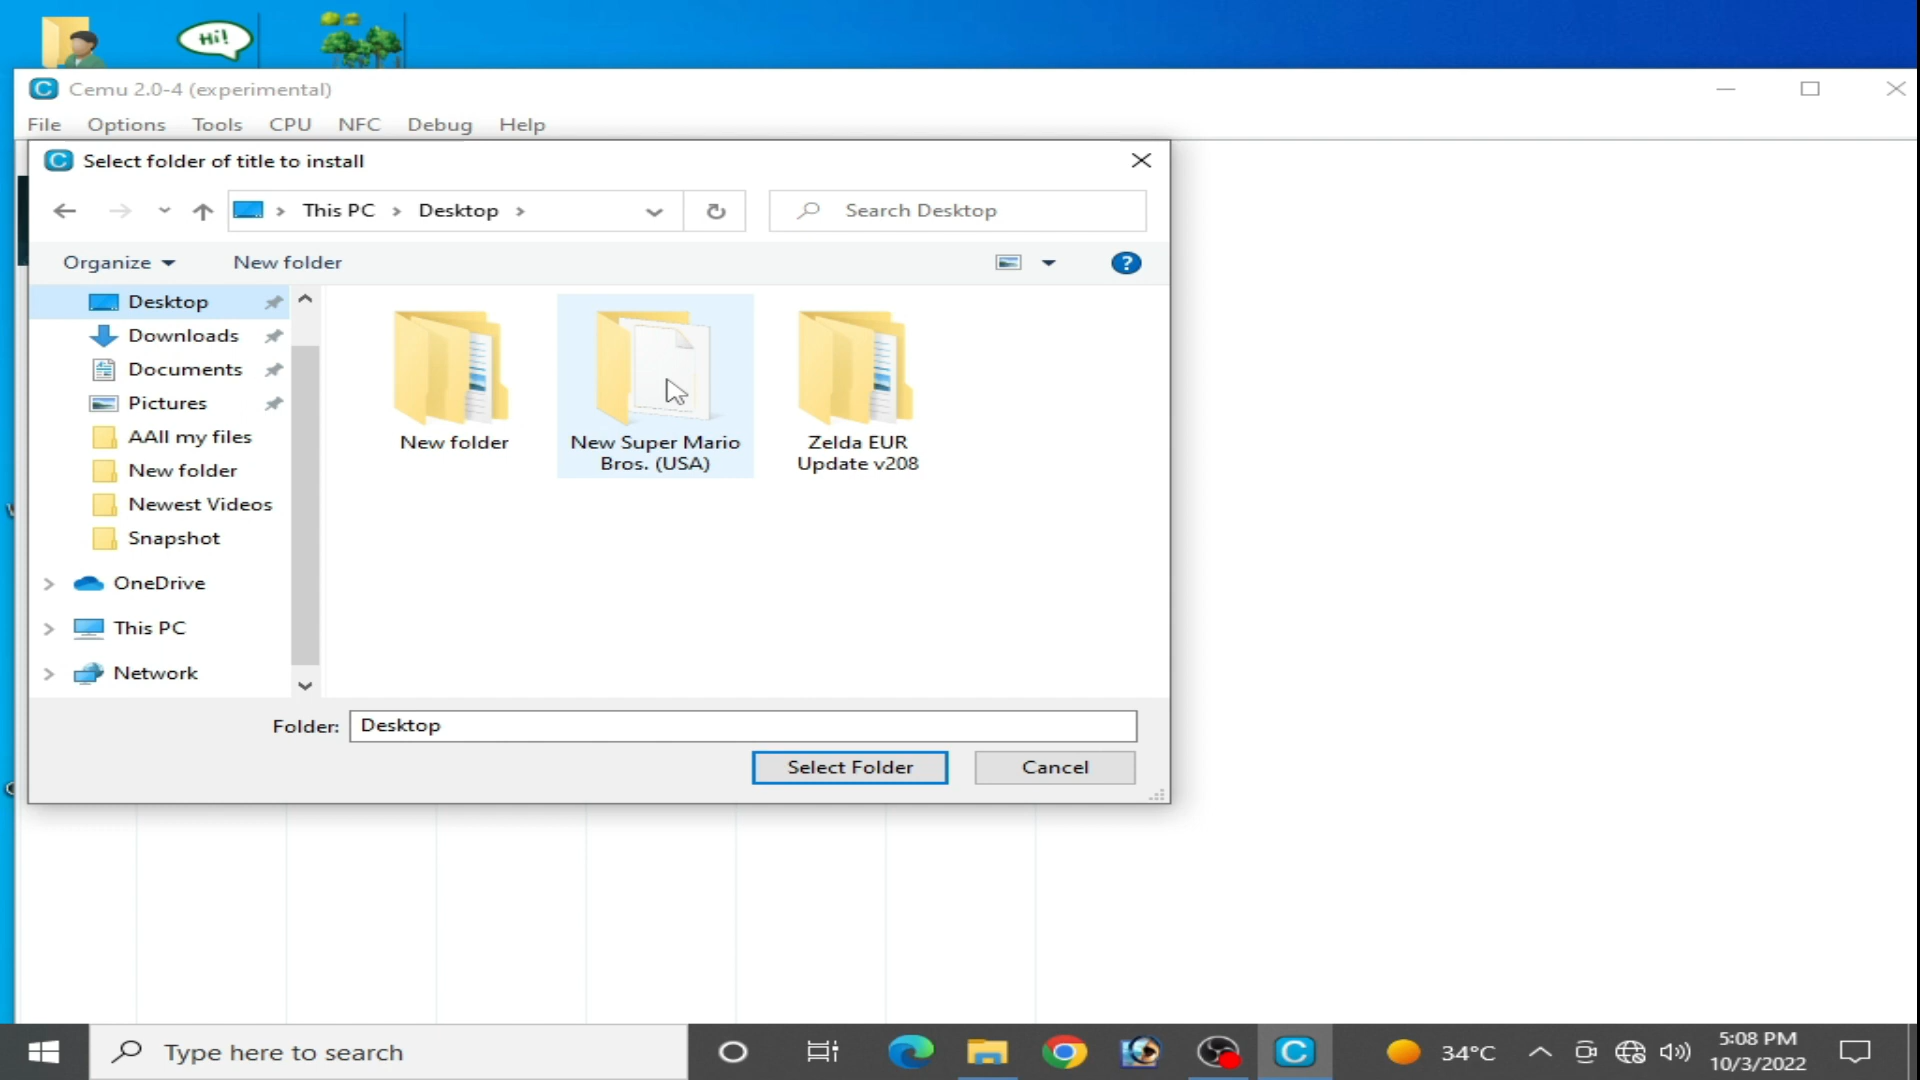 Hi!
Cemu 2.0-4 (experimental)
File Options Tools CPU NFC Debug Help
Select folder of title to install
This PC Desktop
Search Desktop
Organize New folder
Desktop
Downloads
Documents
Pictures
AAll my files
New folder
Newest Videos
Snapshot
OneDrive
This PC
Network
New folder
New Super Mario
Bros. (USA)
Zelda EUR
Update v208
Folder: Desktop
Select Folder Cancel
Type here to search
34°C
5:08 PM
10/3/2022